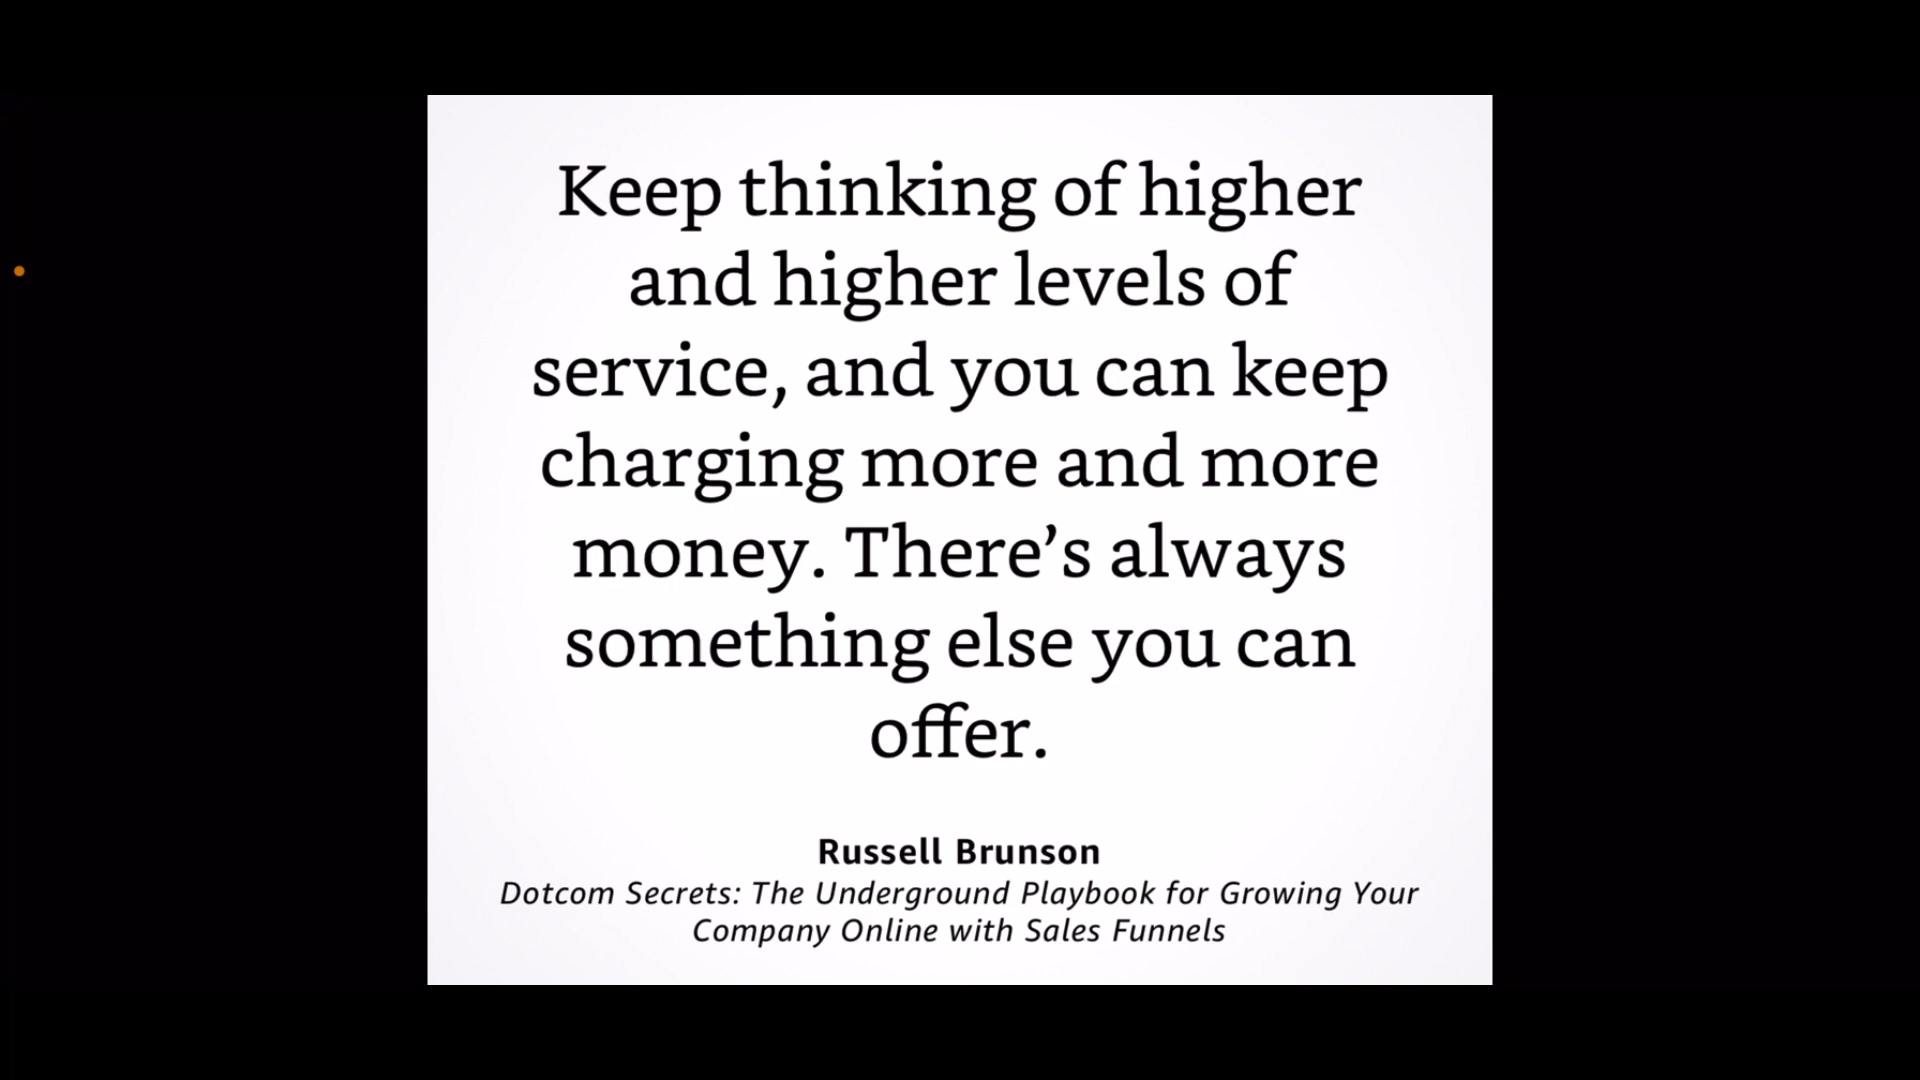 Keep thinking of higher
and higher levels of
service, and you can keep
charging more and more
money. There’s always
something else you can
offer.
Russell Brunson
Dotcom Secrets: The Underground Playbook for Growing Your
Company Online with Sales Funnels